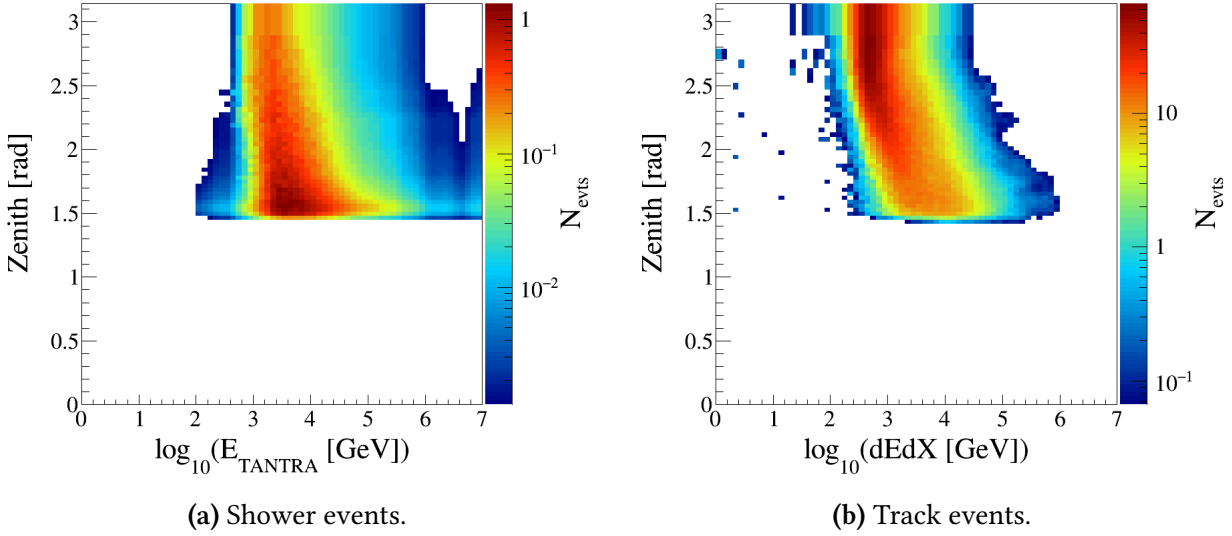 3
2.5
2
1.5
1
0.5
0
Zenith [rad]
0 1 2 3 4 5 6 7
log₁₀(E_TANTRA [GeV])
1
10⁻¹
10⁻²
N_evts
(a) Shower events.
3
2.5
2
1.5
1
0.5
0
Zenith [rad]
0 1 2 3 4 5 6 7
log₁₀(dEdX [GeV])
10
1
10⁻¹
N_evts
(b) Track events.